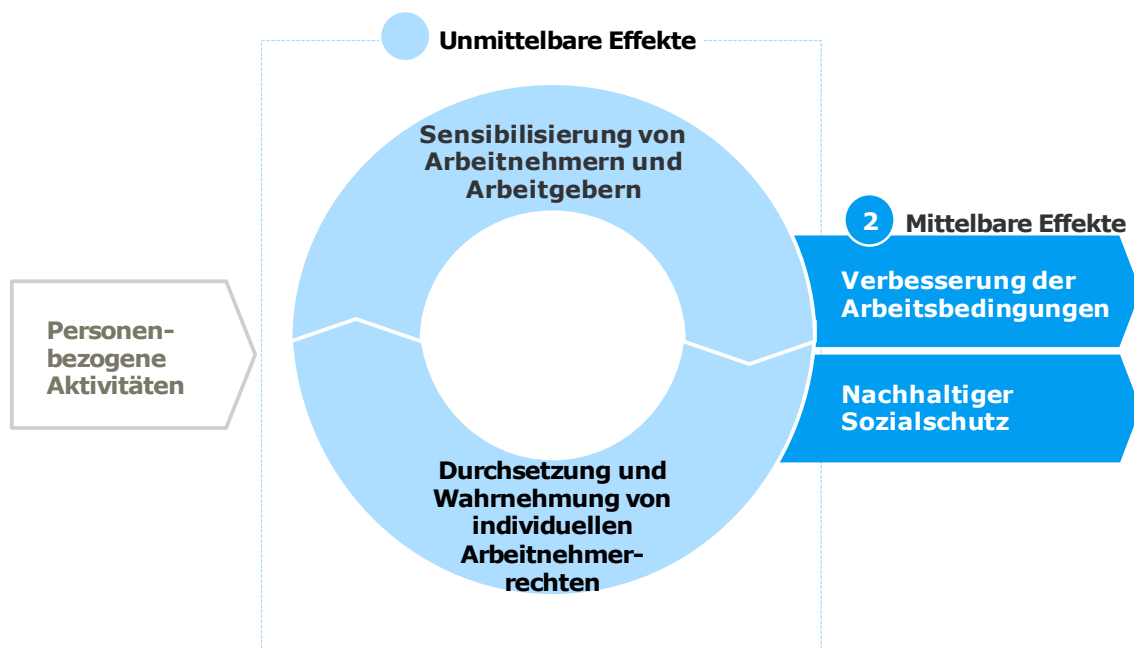 Unmittelbare Effekte
Sensibilisierung von
Arbeitnehmern und
Arbeitgebern
2 Mittelbare Effekte
Verbesserung der
Arbeitsbedingungen
Personen-
bezogene
Aktivitäten
Nachhaltiger
Sozialschutz
Durchsetzung und
Wahrnehmung von
individuellen
Arbeitnehmer-
rechten